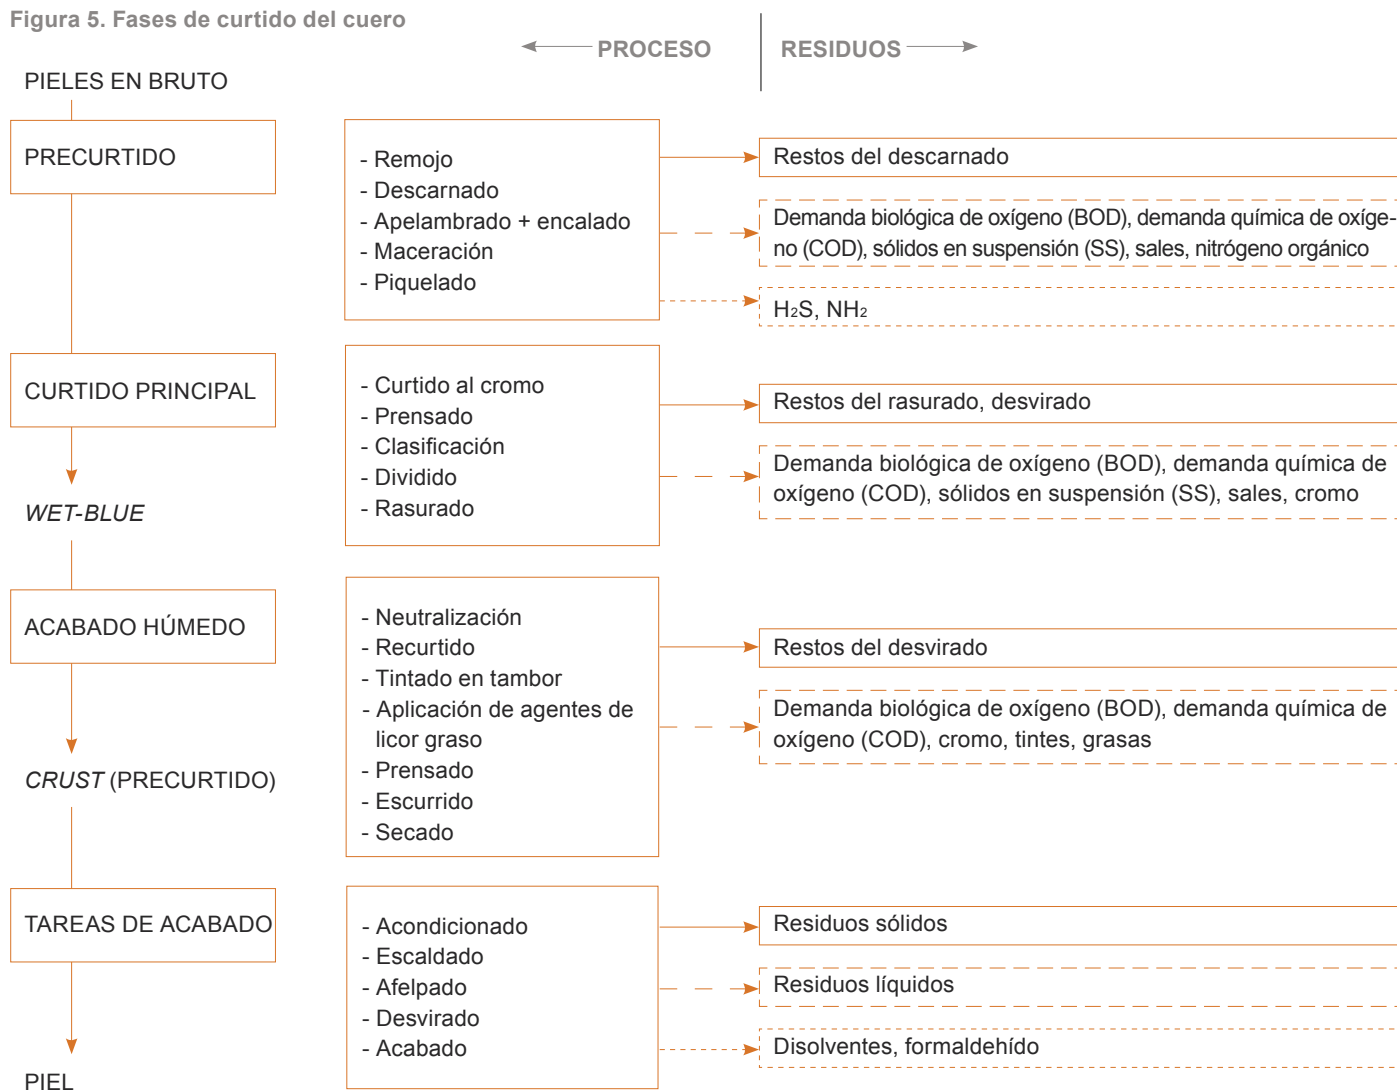 Figura 5. Fases de curtido del cuero
PROCESO
RESIDUOS
PIELES EN BRUTO
PRECURTIDO
- Remojo
- Descarnado
- Apelambrado + encalado
- Maceración
- Piquelado
Restos del descarnado
Demanda biológica de oxígeno (BOD), demanda química de oxíge-
no (COD), sólidos en suspensión (SS), sales, nitrógeno orgánico
H₂S, NH₂
CURTIDO PRINCIPAL
- Curtido al cromo
- Prensado
- Clasificación
- Dividido
- Rasurado
Restos del rasurado, desvirado
Demanda biológica de oxígeno (BOD), demanda química de
oxígeno (COD), sólidos en suspensión (SS), sales, cromo
WET-BLUE
ACABADO HÚMEDO
- Neutralización
- Recurtido
- Tintado en tambor
- Aplicación de agentes de
licor graso
- Prensado
- Escurrido
- Secado
Restos del desvirado
Demanda biológica de oxígeno (BOD), demanda química de
oxígeno (COD), cromo, tintes, grasas
CRUST (PRECURTIDO)
TAREAS DE ACABADO
- Acondicionado
- Escaldado
- Afelpado
- Desvirado
- Acabado
Residuos sólidos
Residuos líquidos
Disolventes, formaldehído
PIEL